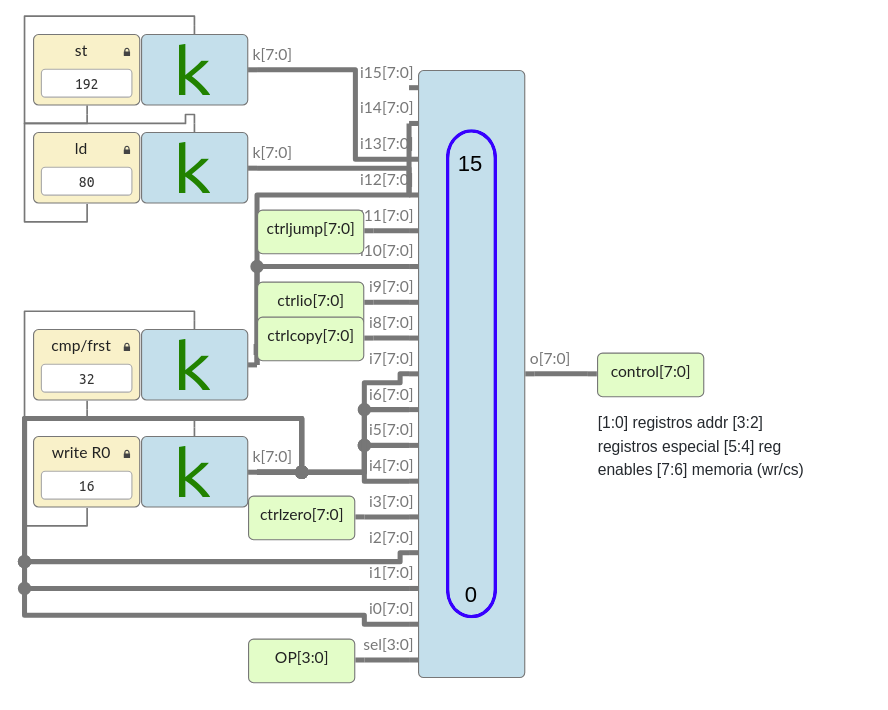 st
192
k
k[7:0]
ld
80
k
k[7:0]
cmp/frst
32
k
write R0
16
k
k[7:0]
ctrljump[7:0]
ctrlio[7:0]
ctrlcopy[7:0]
ctrlzero[7:0]
OP[3:0]
i15[7:0]
i14[7:0]
i13[7:0]
i12[7:0]
11[7:0]
i10[7:0]
i9[7:0]
i8[7:0]
i7[7:0]
i6[7:0]
i5[7:0]
i4[7:0]
i3[7:0]
i2[7:0]
i1[7:0]
i0[7:0]
sel[3:0]
15
0
o[7:0]
control[7:0]
[1:0] registros addr [3:2]
registros especial [5:4] reg
enables [7:6] memoria (wr/cs)